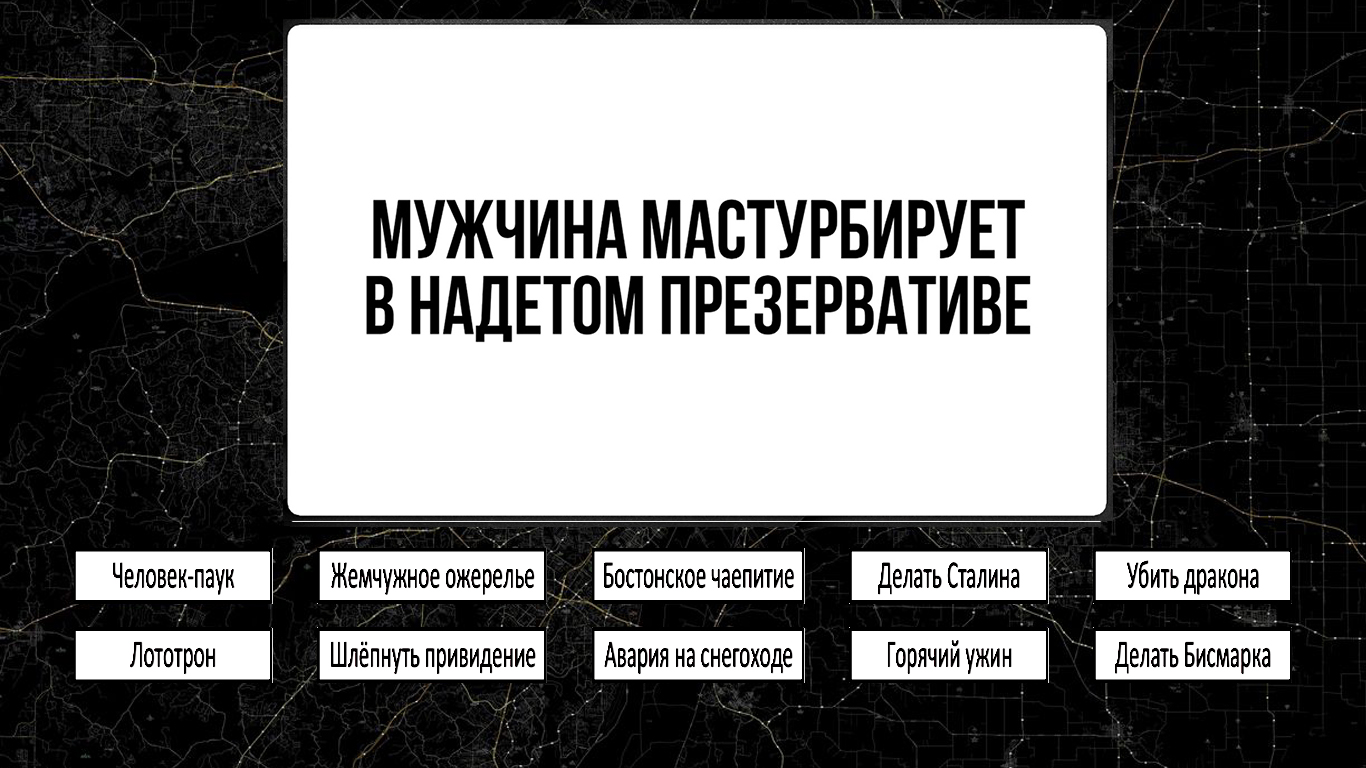 МУЖЧИНА МАСТУРБИРУЕТ
В НАДЕТОМ ПРЕЗЕРВАТИВЕ
Человек-паук
Жемчужное ожерелье
Бостонское чаепитие
Делать Сталина
Убить дракона
Лототрон
Шлёпнуть привидение
Авария на снегоходе
Горячий ужин
Делать Бисмарка